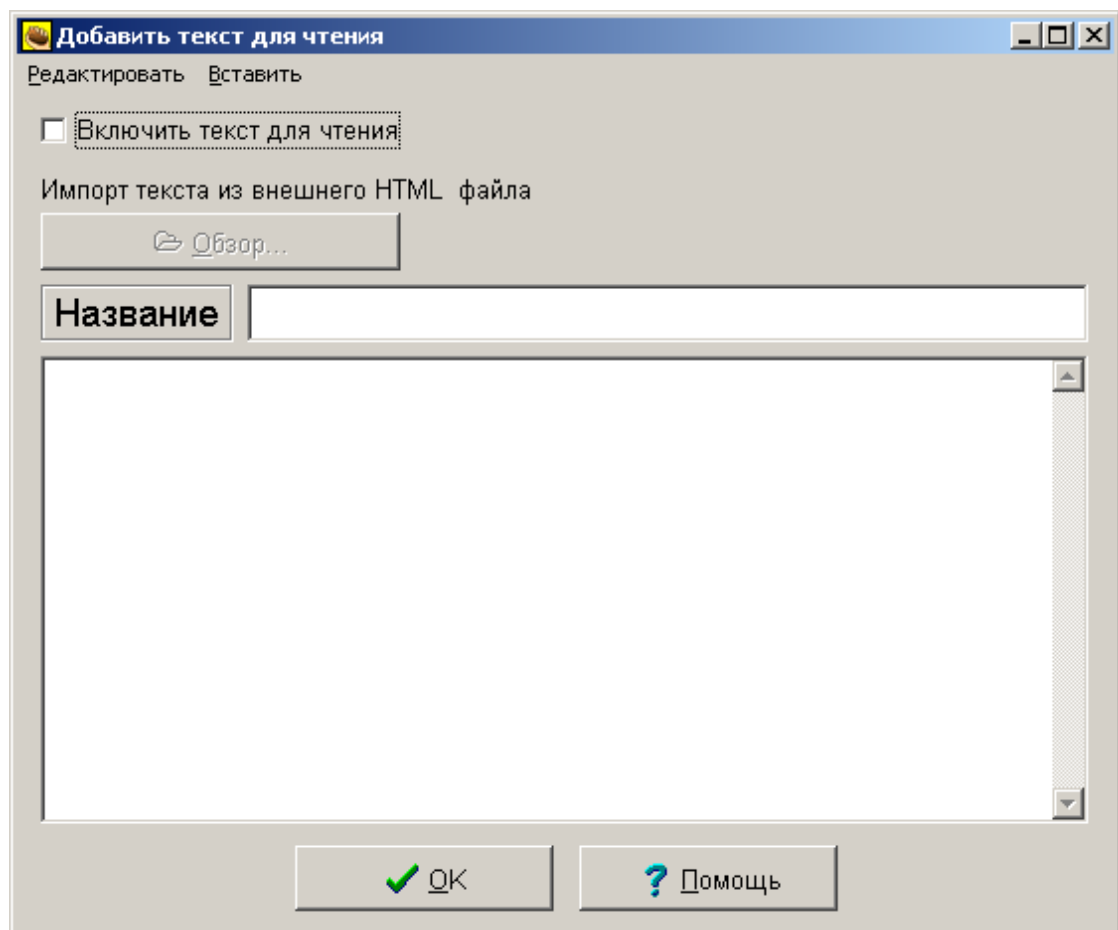 Добавить текст для чтения
Редактировать Вставить
Включить текст для чтения
Импорт текста из внешнего HTML файла
Обзор...
Название
OK Помощь